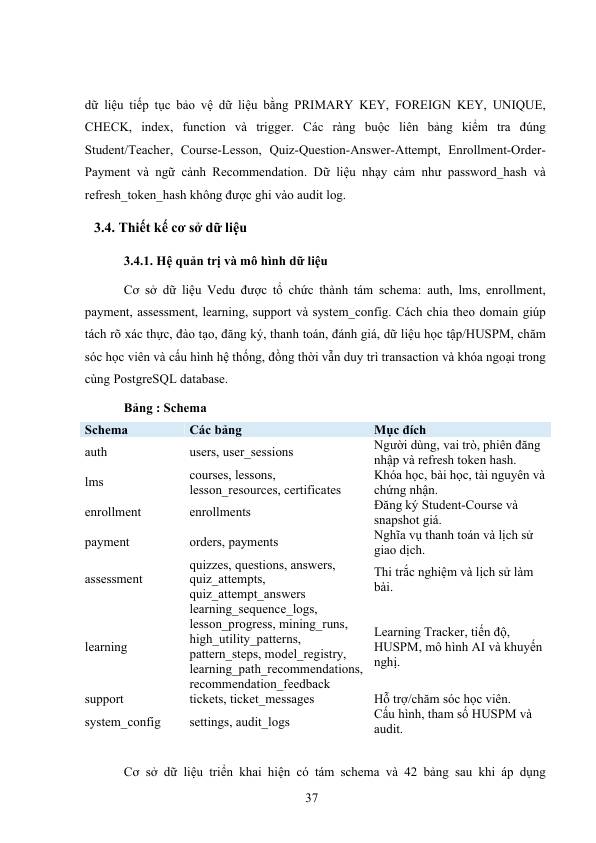 dữ liệu tiếp tục bảo vệ dữ liệu bằng PRIMARY KEY, FOREIGN KEY, UNIQUE,
CHECK, index, function và trigger. Các ràng buộc liên bảng kiểm tra đúng
Student/Teacher, Course-Lesson, Quiz-Question-Answer-Attempt, Enrollment-Order-
Payment và ngữ cảnh Recommendation. Dữ liệu nhạy cảm như password_hash và
refresh_token_hash không được ghi vào audit log.
3.4. Thiết kế cơ sở dữ liệu
3.4.1. Hệ quản trị và mô hình dữ liệu
Cơ sở dữ liệu Vedu được tổ chức thành tám schema: auth, lms, enrollment,
payment, assessment, learning, support và system_config. Cách chia theo domain giúp
tách rõ xác thực, đào tạo, đăng ký, thanh toán, đánh giá, dữ liệu học tập/HUSPM, chăm
sóc học viên và cấu hình hệ thống, đồng thời vẫn duy trì transaction và khóa ngoại trong
cùng PostgreSQL database.
Bảng : Schema
Schema Các bảng Mục đích
auth users, user_sessions Người dùng, vai trò, phiên đăng
nhập và refresh token hash.
lms courses, lessons, Khóa học, bài học, tài nguyên và
lesson_resources, certificates chứng nhận.
enrollment enrollments Đăng ký Student-Course và
snapshot giá.
payment orders, payments Nghĩa vụ thanh toán và lịch sử
giao dịch.
assessment quizzes, questions, answers, Thi trắc nghiệm và lịch sử làm
quiz_attempts, bài.
quiz_attempt_answers
learning learning_sequence_logs, Learning Tracker, tiến độ,
lesson_progress, mining_runs, HUSPM, mô hình AI và khuyến
high_utility_patterns, nghị.
pattern_steps, model_registry,
learning_path_recommendations,
recommendation_feedback
support tickets, ticket_messages Hỗ trợ/chăm sóc học viên.
system_config settings, audit_logs Cấu hình, tham số HUSPM và
audit.
Cơ sở dữ liệu triển khai hiện có tám schema và 42 bảng sau khi áp dụng
37